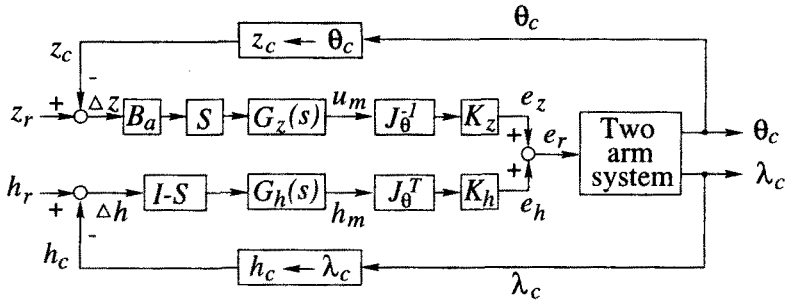 θc
zc ← θc
zc
-
zr + Δz Ba S Gz(s) um Jθ^-1 Kz ez
+ er Two arm system θc
+
hr + Δh I-S Gh(s) hm Jθ^T Kh eh λc
-
hc
hc ← λc
λc